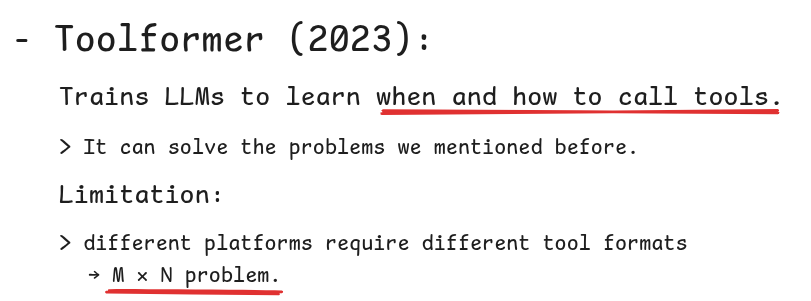 - Toolformer (2023):
Trains LLMs to learn when and how to call tools.
> It can solve the problems we mentioned before.
Limitation:
> different platforms require different tool formats
→ M × N problem.